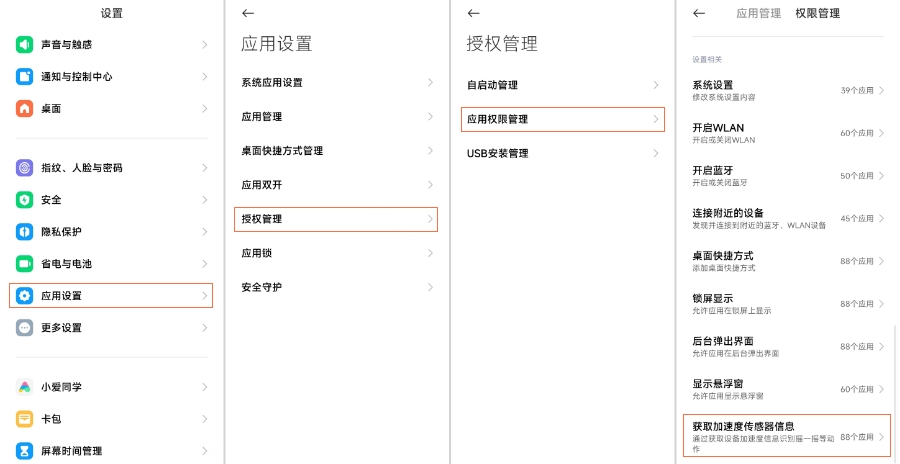 设置
声音与触感
通知与控制中心
桌面
指纹、人脸与密码
安全
隐私保护
省电与电池
应用设置
更多设置
小爱同学
卡包
屏幕时间管理
应用设置
系统应用设置
应用管理
桌面快捷方式管理
应用双开
授权管理
应用锁
安全守护
授权管理
自启动管理
应用权限管理
USB安装管理
应用管理 权限管理
设置相关
系统设置
修改系统设置内容
39个应用
开启WLAN
开启或关闭WLAN
60个应用
开启蓝牙
开启或关闭蓝牙
50个应用
连接附近的设备
发现并连接到附近的蓝牙、WLAN设备
45个应用
桌面快捷方式
添加桌面快捷方式
88个应用
锁屏显示
允许应用在锁屏上显示
88个应用
后台弹出界面
允许应用在后台弹出界面
88个应用
显示悬浮窗
允许应用显示悬浮窗
60个应用
获取加速度传感器信息
通过获取设备加速度信息识别摇一摇等动
作
88个应用